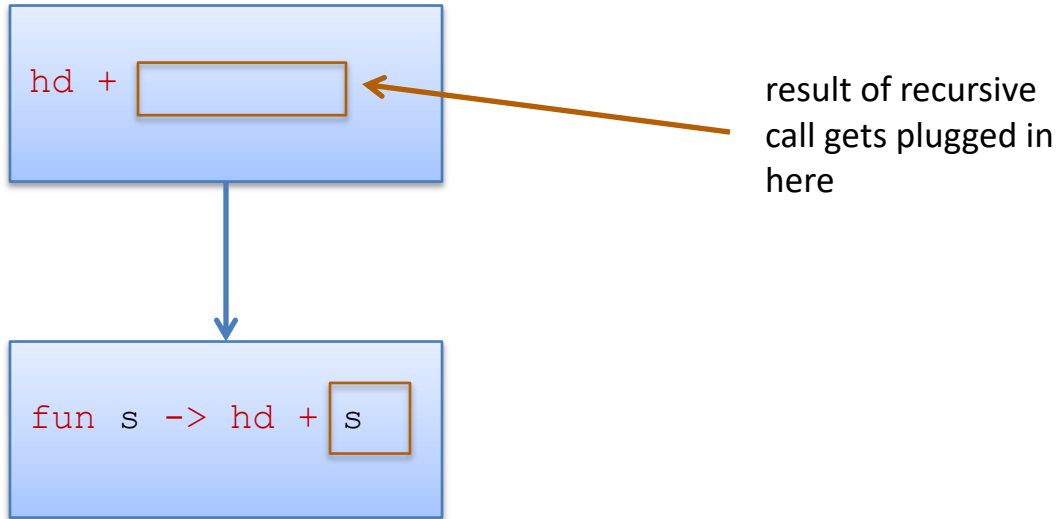 hd +
result of recursive
call gets plugged in
here
fun s -> hd + s